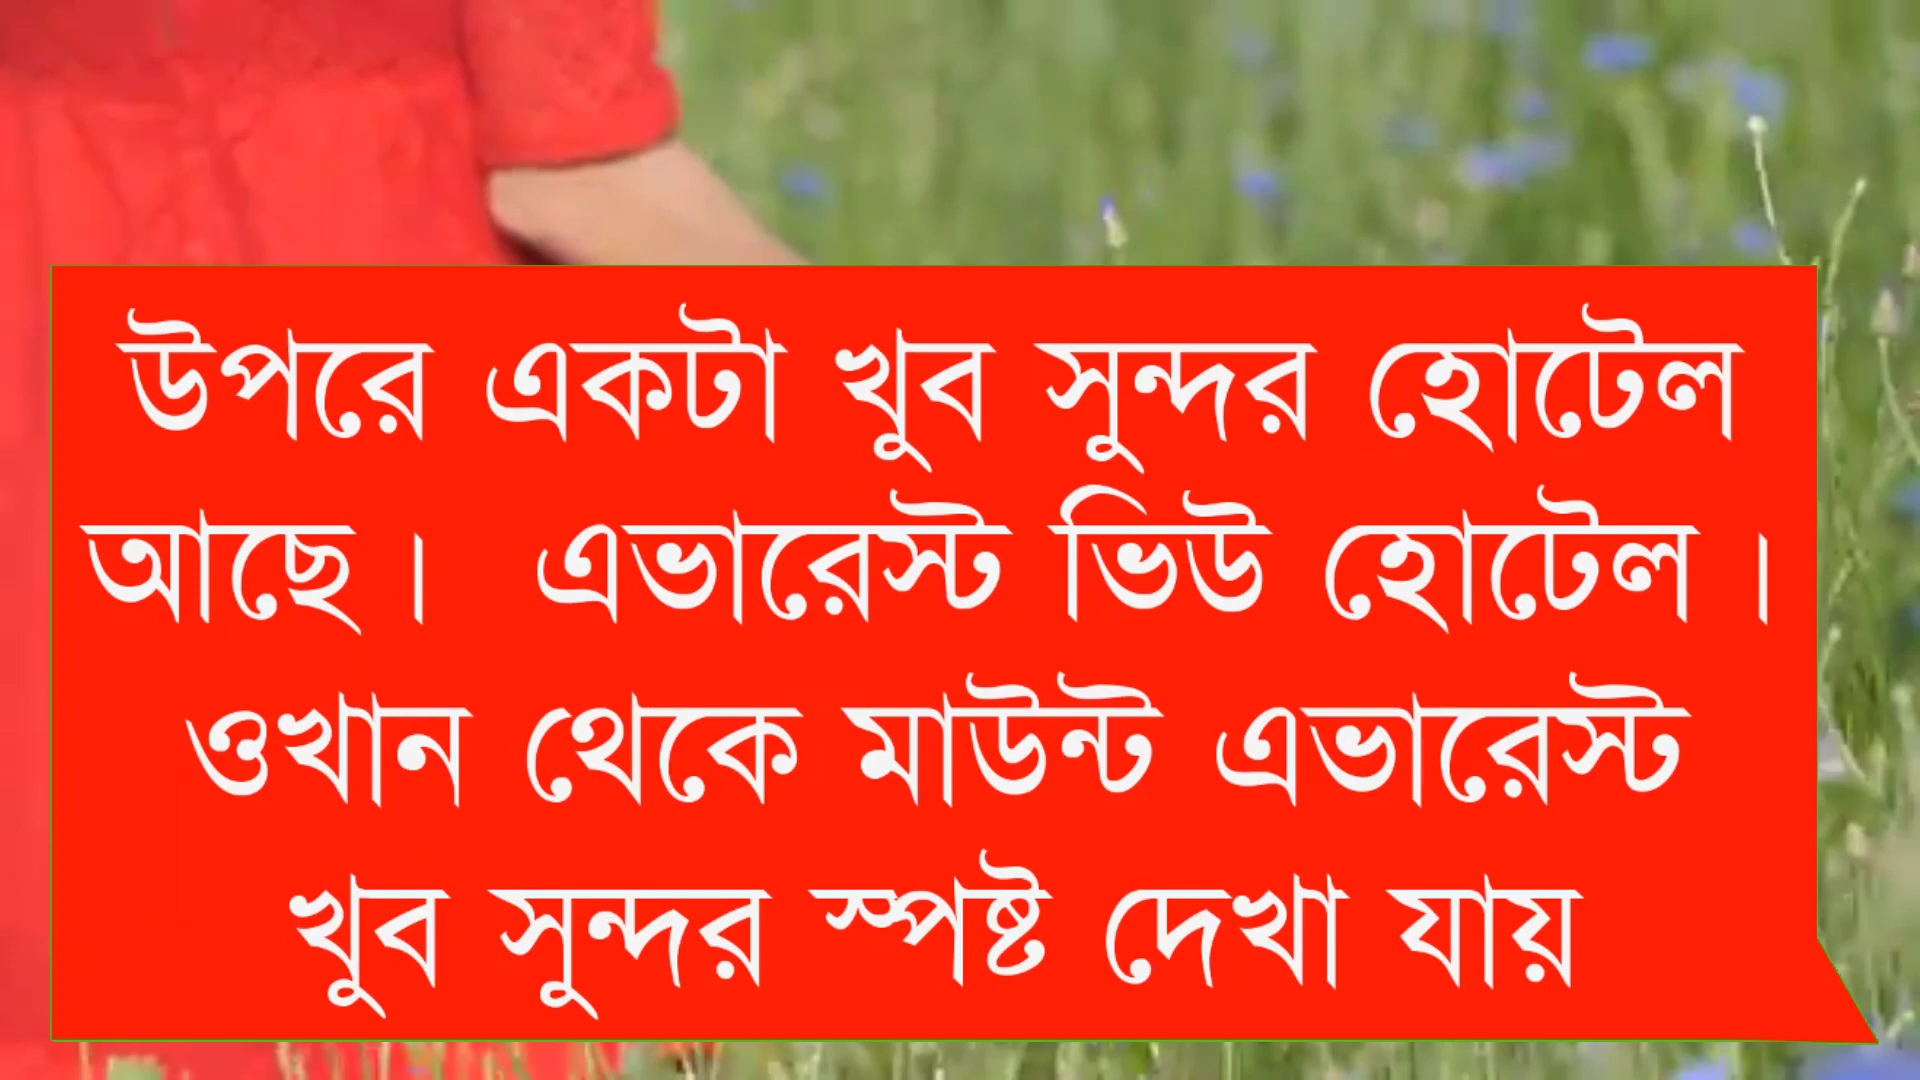 উপরে একটা খুব সুন্দর হোটেল
আছে। এভারেস্ট ভিউ হোটেল।
ওখান থেকে মাউন্ট এভারেস্ট
খুব সুন্দর স্পষ্ট দেখা যায়